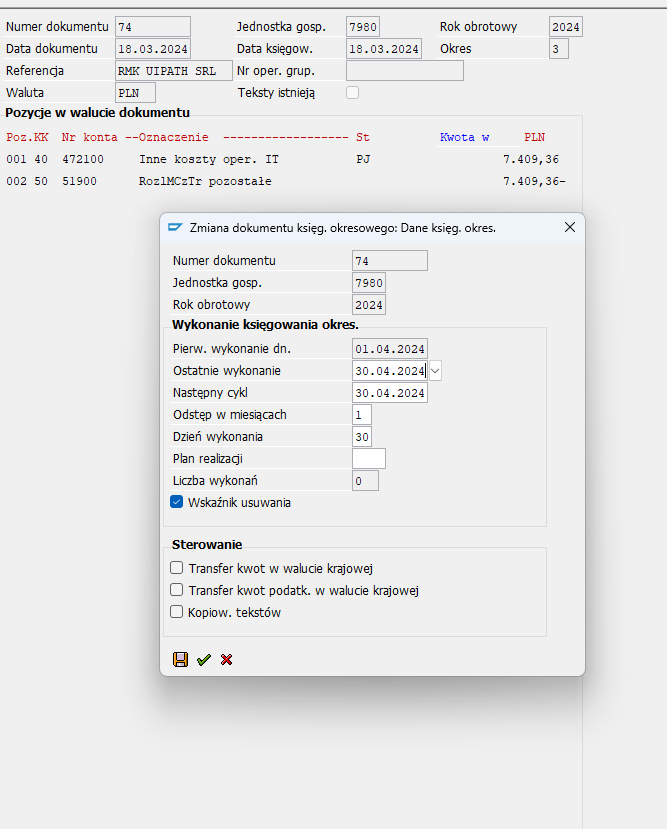 Numer dokumentu 74 Jednostka gosp. 7980 Rok obrotowy 2024
Data dokumentu 18.03.2024 Data księgow. 18.03.2024 Okres 3
Referencja RMK UIPATH SRL Nr oper. grup.
Waluta PLN Teksty istnieją
Pozycje w walucie dokumentu
Poz.KK Nr konta --Oznaczenie ------------------ St Kwota w PLN
001 40 472100 Inne koszty oper. IT PJ 7.409,36
002 50 51900 RozlMCzTr pozostałe 7.409,36-
Zmiana dokumentu księg. okresowego: Dane księg. okres.
Numer dokumentu 74
Jednostka gosp. 7980
Rok obrotowy 2024
Wykonanie księgowania okres.
Pierw. wykonanie dn. 01.04.2024
Ostatnie wykonanie 30.04.2024
Następny cykl 30.04.2024
Odstęp w miesiącach 1
Dzień wykonania 30
Plan realizacji
Liczba wykonań 0
Wskaźnik usuwania
Sterowanie
Transfer kwot w walucie krajowej
Transfer kwot podatk. w walucie krajowej
Kopiow. tekstów